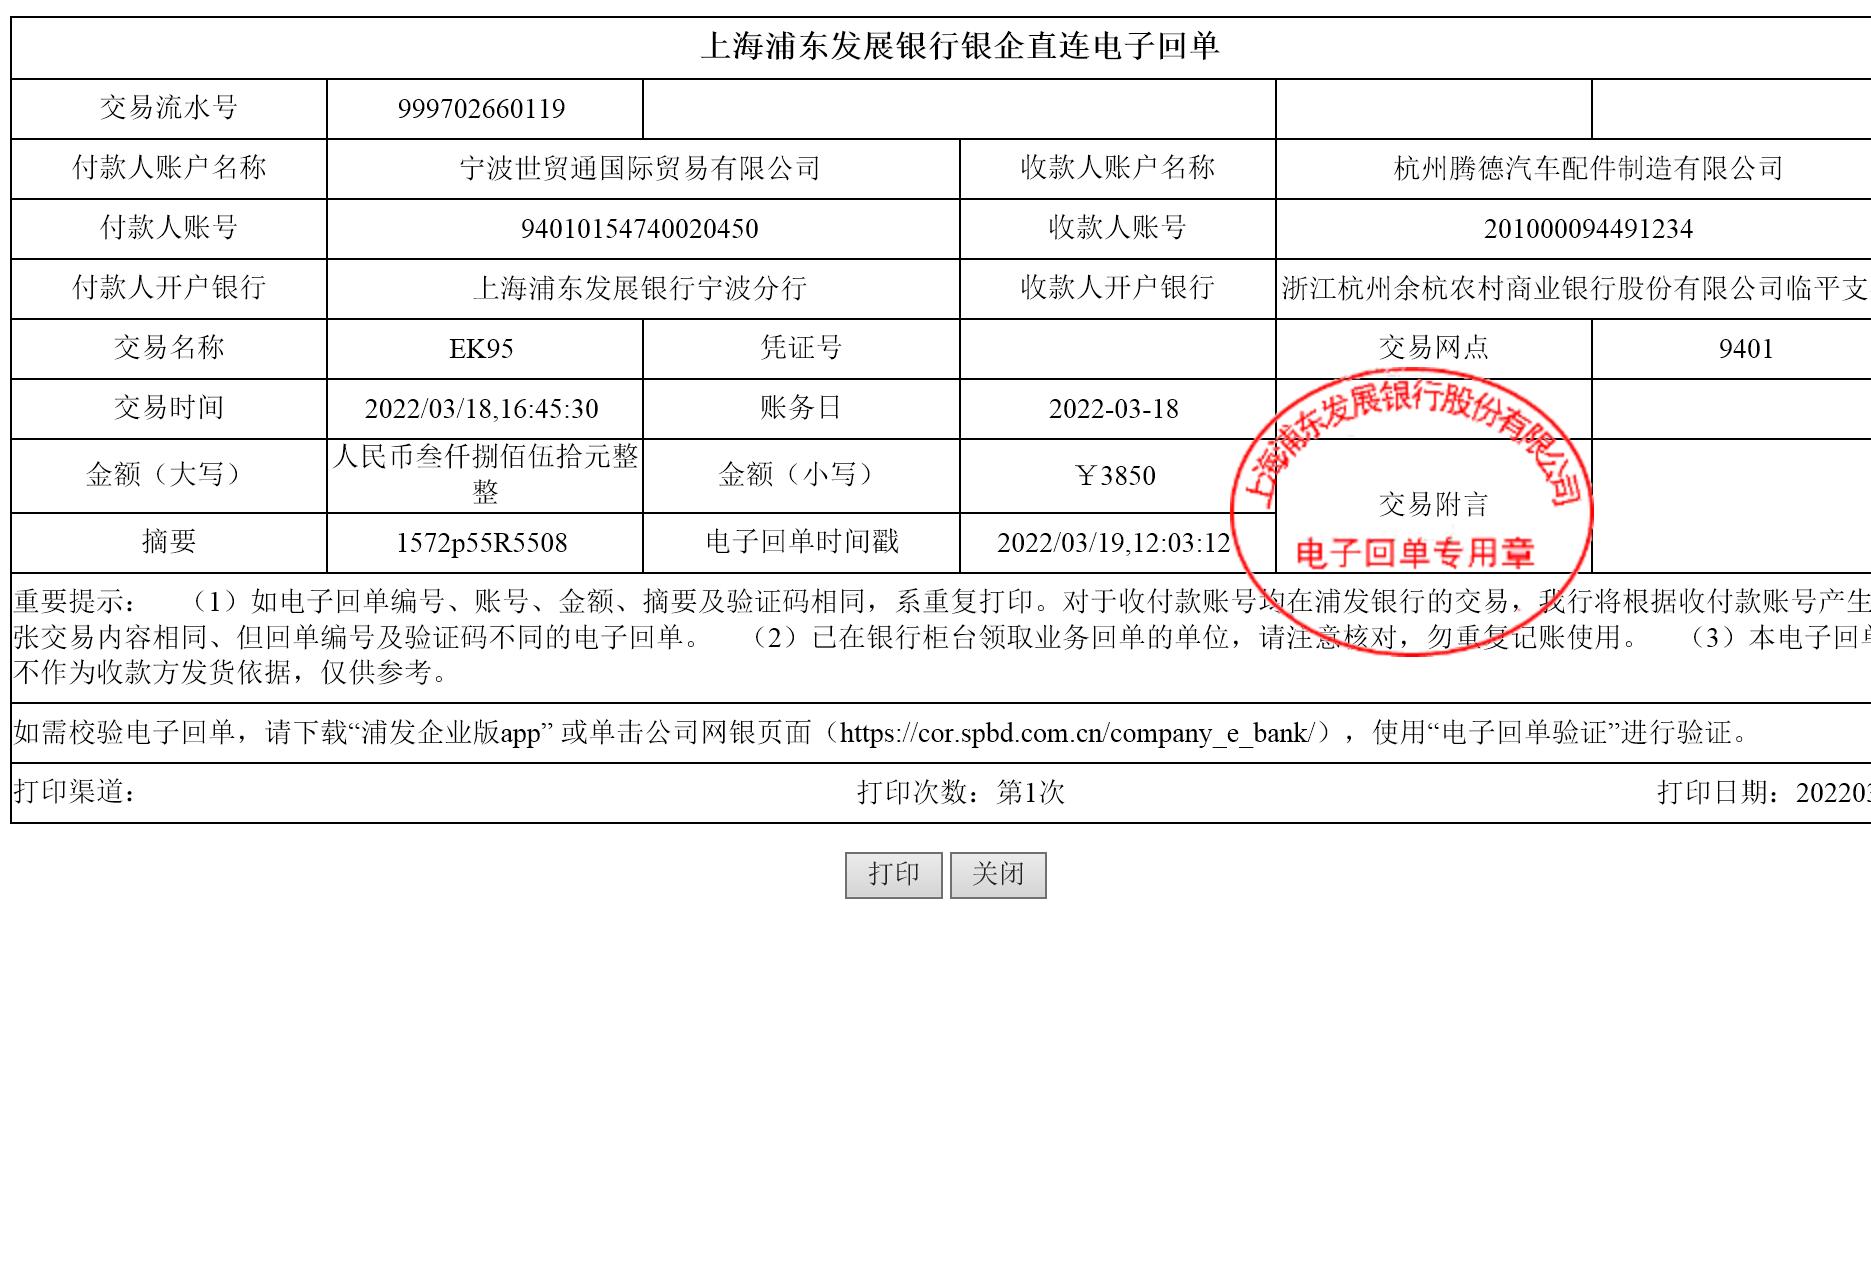 上海浦东发展银行银企直连电子回单
交易流水号 999702660119
付款人账户名称 宁波世贸通国际贸易有限公司 收款人账户名称 杭州腾德汽车配件制造有限公司
付款人账号 94010154740020450 收款人账号 201000094491234
付款人开户银行 上海浦东发展银行宁波分行 收款人开户银行 浙江杭州余杭农村商业银行股份有限公司临平支
交易名称 EK95 凭证号 交易网点 9401
交易时间 2022/03/18,16:45:30 账务日 2022-03-18
金额（大写） 人民币叁仟捌佰伍拾元整
整 金额（小写） ￥3850
交易附言
摘要 1572p55R5508 电子回单时间戳 2022/03/19,12:03:12
上海浦东发展银行股份有限公司
电子回单专用章
重要提示： （1）如电子回单编号、账号、金额、摘要及验证码相同，系重复打印。对于收付款账号均在浦发银行的交易，我行将根据收付款账号产生
张交易内容相同、但回单编号及验证码不同的电子回单。 （2）已在银行柜台领取业务回单的单位，请注意核对，勿重复记账使用。 （3）本电子回单
不作为收款方发货依据，仅供参考。
如需校验电子回单，请下载“浦发企业版app” 或单击公司网银页面（https://cor.spbd.com.cn/company_e_bank/），使用“电子回单验证”进行验证。
打印渠道： 打印次数：第1次 打印日期：202203
打印 关闭